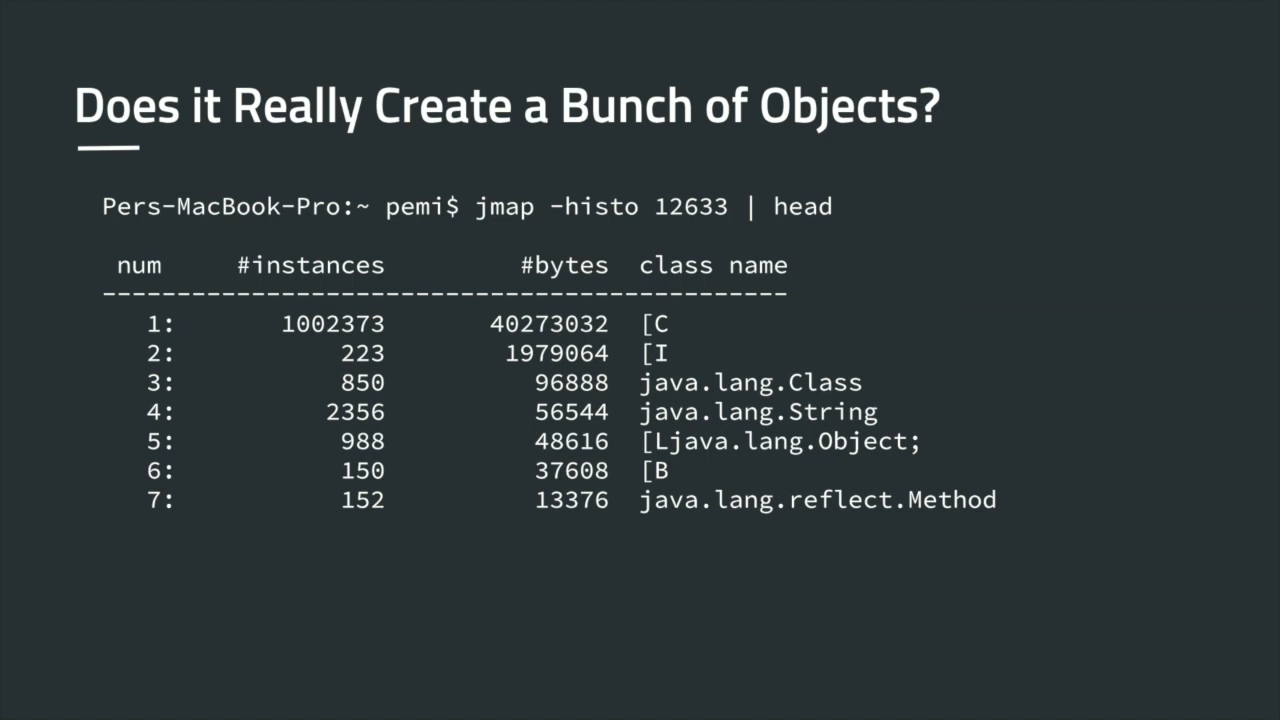 Does it Really Create a Bunch of Objects?
Pers-MacBook-Pro:~ pemi$ jmap -histo 12633 | head
num #instances #bytes class name
----------------------------------------------
1: 1002373 40273032 [C
2: 223 1979064 [I
3: 850 96888 java.lang.Class
4: 2356 56544 java.lang.String
5: 988 48616 [Ljava.lang.Object;
6: 150 37608 [B
7: 152 13376 java.lang.reflect.Method